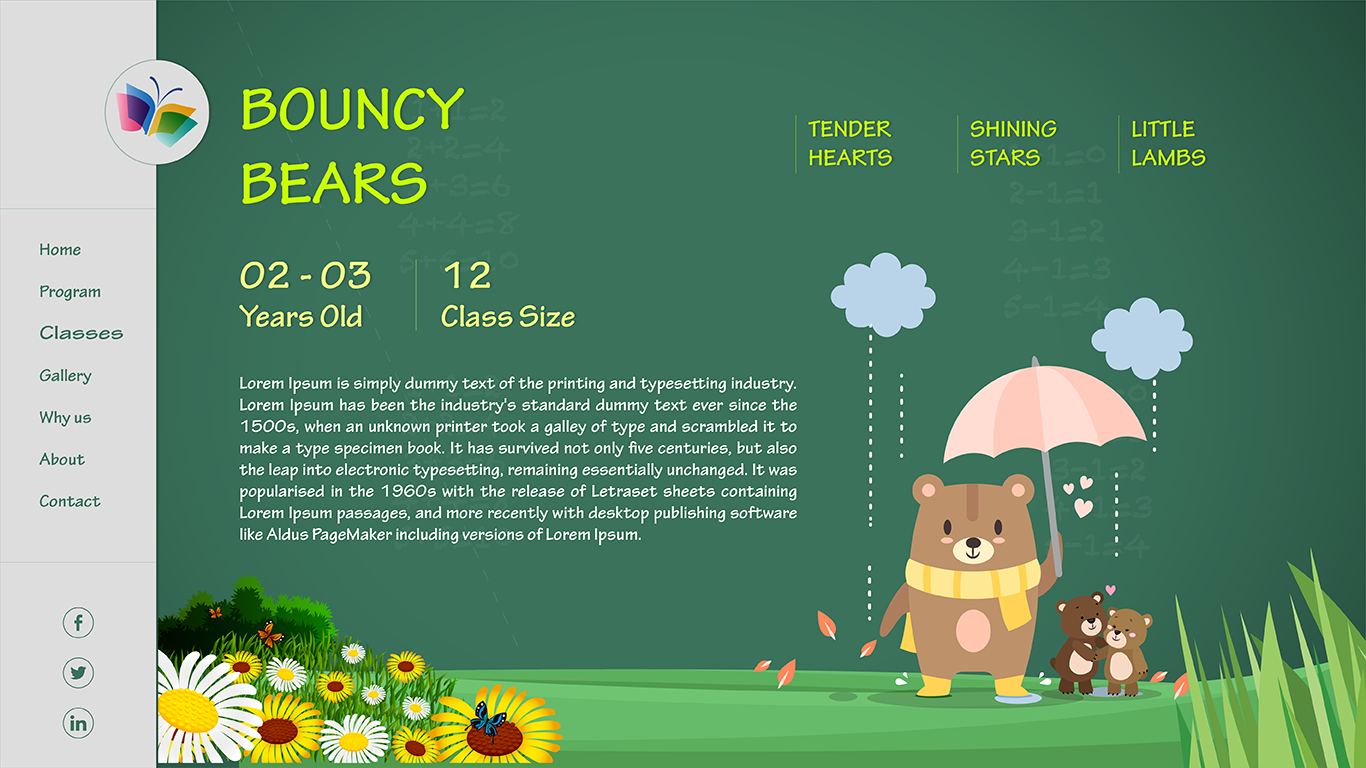 BOUNCY
BEARS
TENDER
HEARTS
SHINING
STARS
LITTLE
LAMBS
Home
Program
Classes
Gallery
Why us
About
Contact
02 - 03
Years Old
12
Class Size
Lorem Ipsum is simply dummy text of the printing and typesetting industry.
Lorem Ipsum has been the industry's standard dummy text ever since the
1500s, when an unknown printer took a galley of type and scrambled it to
make a type specimen book. It has survived not only five centuries, but also
the leap into electronic typesetting, remaining essentially unchanged. It was
popularised in the 1960s with the release of Letraset sheets containing
Lorem Ipsum passages, and more recently with desktop publishing software
like Aldus PageMaker including versions of Lorem Ipsum.
f
in
2+2=4
4+4=8
2-1=1
3-1=2
4-1=3
5-1=4
3-1=2